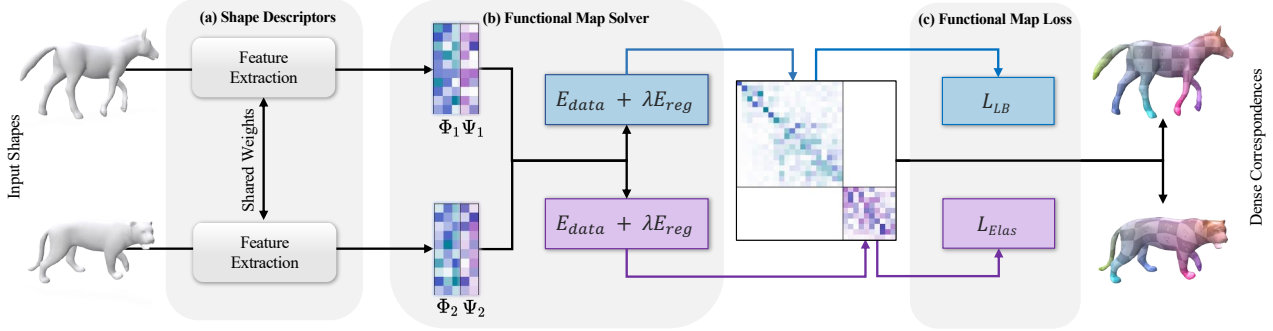 (a) Shape Descriptors
(b) Functional Map Solver
(c) Functional Map Loss
Input Shapes
Feature
Extraction
Shared Weights
Feature
Extraction
Φ₁ Ψ₁
Φ₂ Ψ₂
E_data + λE_reg
E_data + λE_reg
L_LB
L_Elas
Dense Correspondences